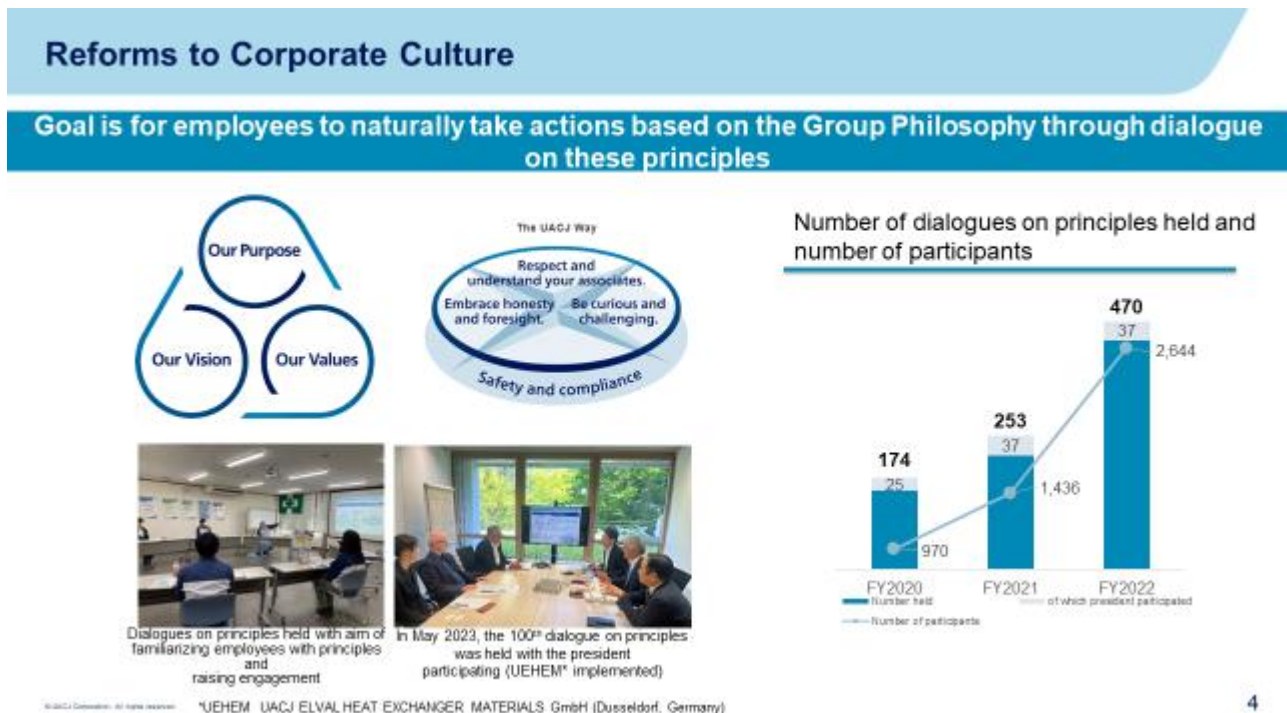 Reforms to Corporate Culture
Goal is for employees to naturally take actions based on the Group Philosophy through dialogue
on these principles
Our Purpose
Our Vision
Our Values
The UACJ Way
Respect and
understand your associates.
Embrace honesty
and foresight.
Be curious and
challenging.
Safety and compliance
Dialogues on principles held with aim of
familiarizing employees with principles
and
raising engagement
In May 2023, the 100th dialogue on principles
was held with the president
participating (UEHEM* implemented)
Number of dialogues on principles held and
number of participants
470
37
2,644
253
37
1,436
174
25
970
FY2020
FY2021
FY2022
Number held
of which president participated
Number of participants
© UACJ Corporation. All rights reserved.
*UEHEM UACJ ELVAL HEAT EXCHANGER MATERIALS GmbH (Dusseldorf, Germany)
4